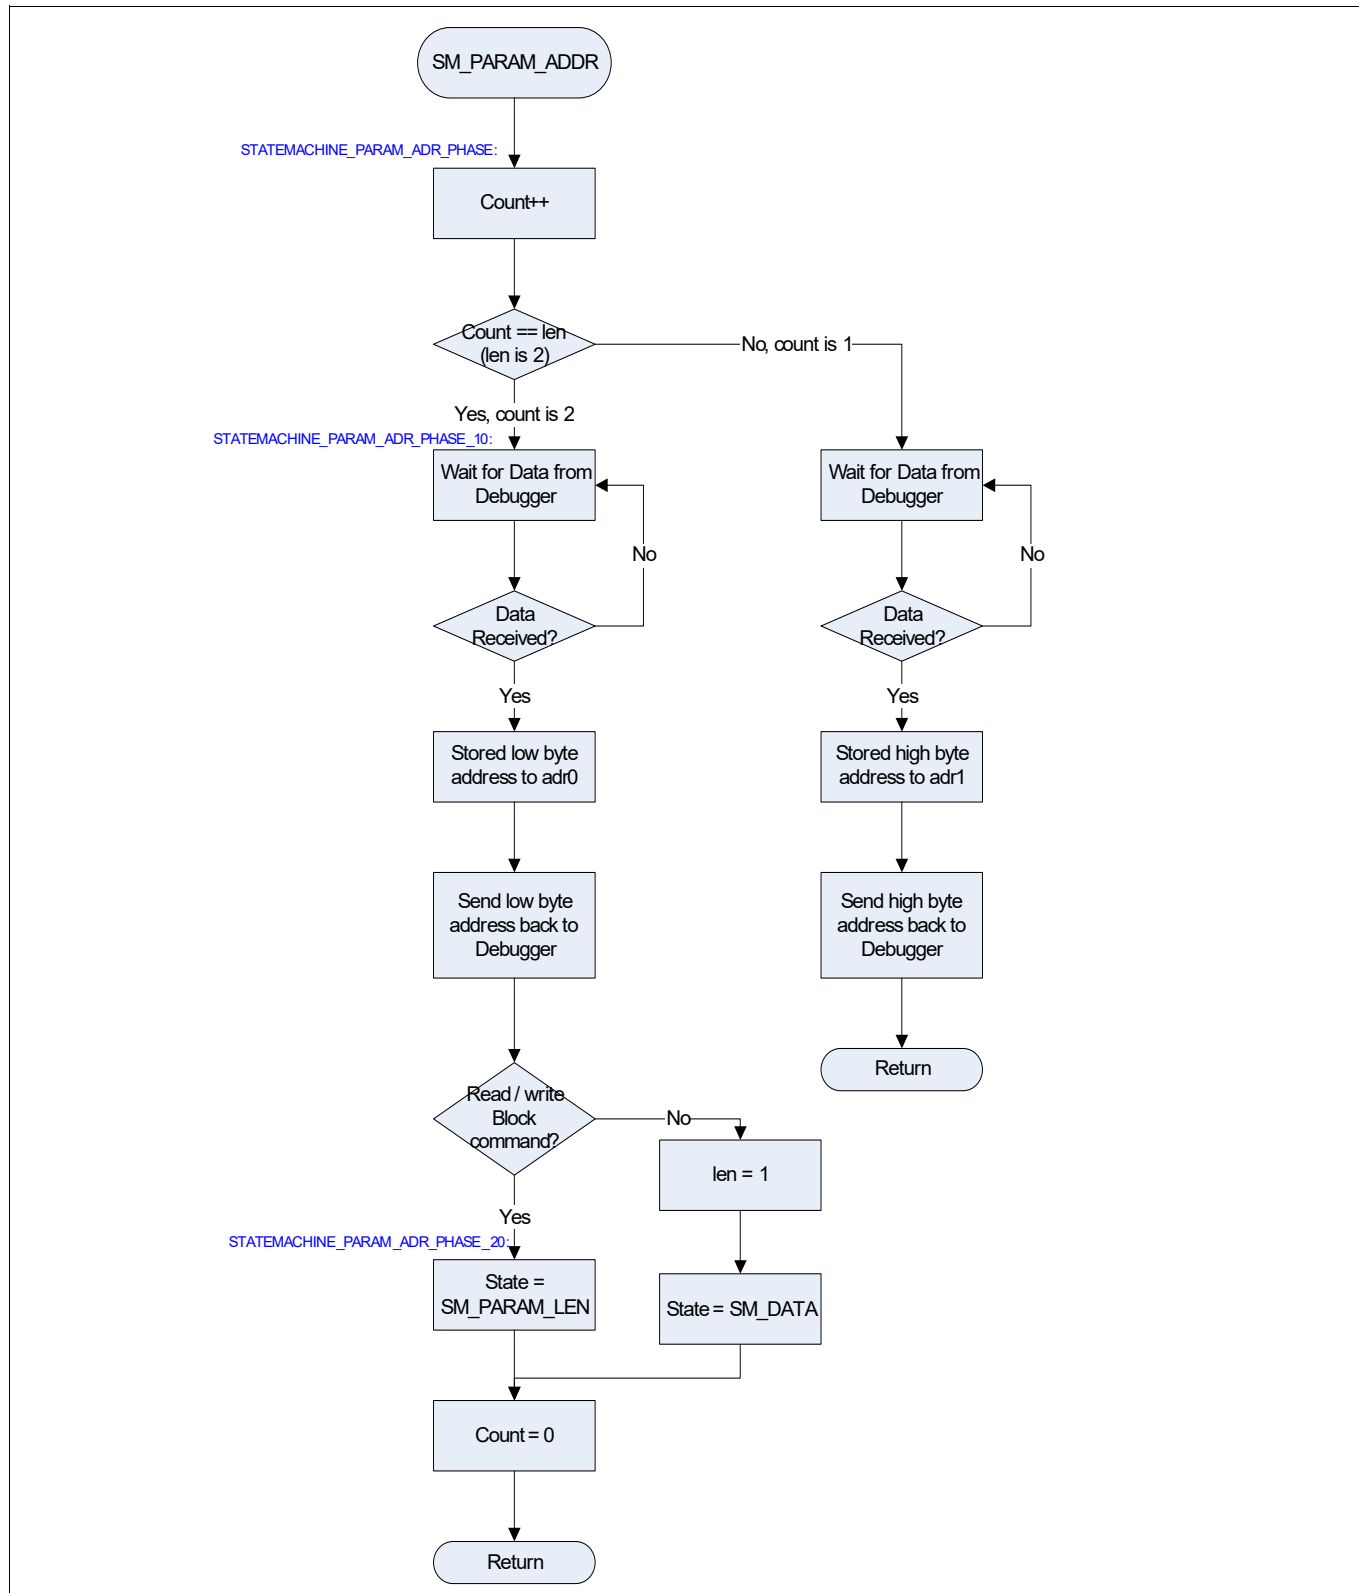 SM_PARAM_ADDR
STATEMACHINE_PARAM_ADR_PHASE:
Count++
Count == len
(len is 2)
No, count is 1
Yes, count is 2
STATEMACHINE_PARAM_ADR_PHASE_10:
Wait for Data from
Debugger
Wait for Data from
Debugger
No
No
Data
Received?
Data
Received?
Yes
Yes
Stored low byte
address to adr0
Stored high byte
address to adr1
Send low byte
address back to
Debugger
Send high byte
address back to
Debugger
Return
Read / write
Block
command?
No
len = 1
Yes
STATEMACHINE_PARAM_ADR_PHASE_20:
State =
SM_PARAM_LEN
State = SM_DATA
Count = 0
Return